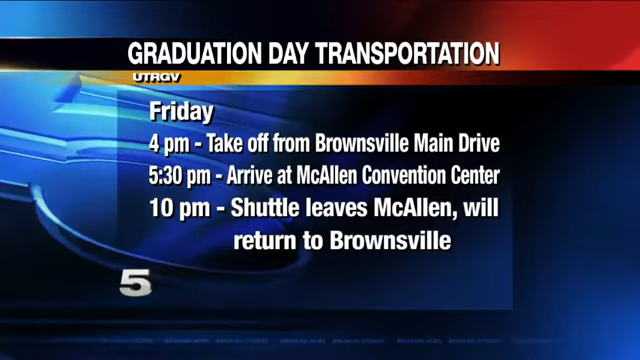 GRADUATION DAY TRANSPORTATION
UTRGV
Friday
4 pm - Take off from Brownsville Main Drive
5:30 pm - Arrive at McAllen Convention Center
10 pm - Shuttle leaves McAllen, will
return to Brownsville
5